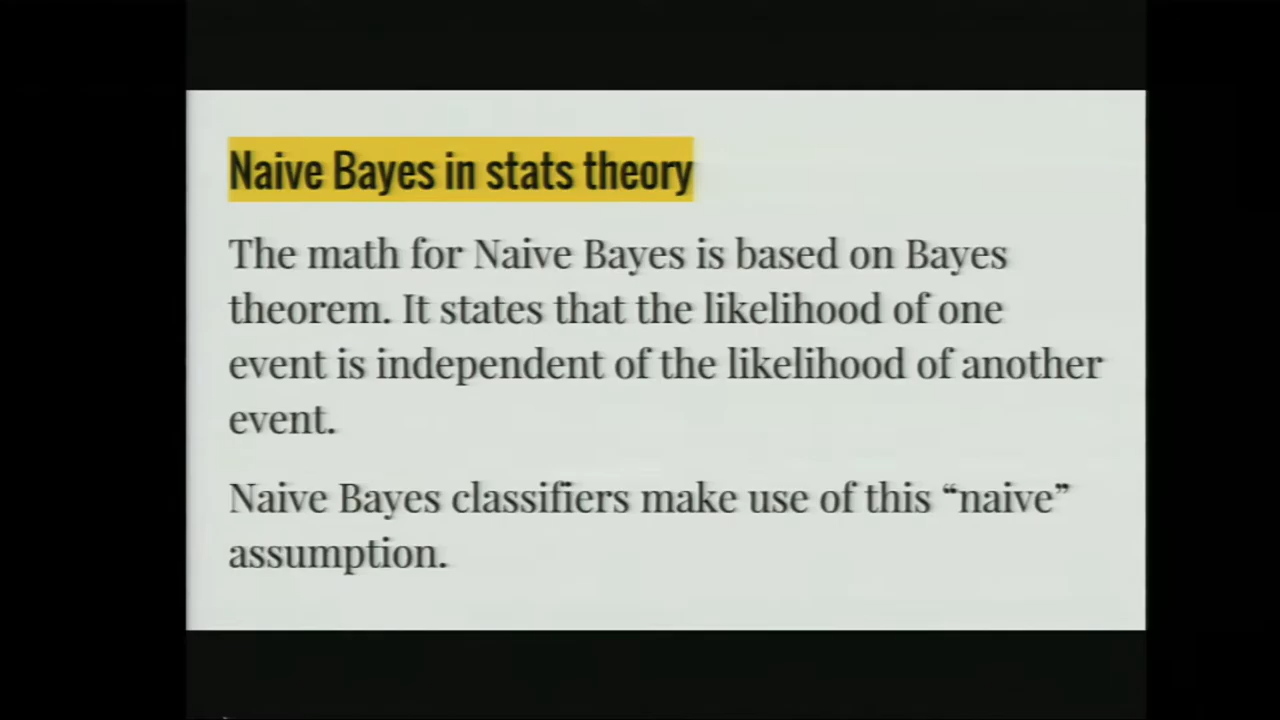 Naive Bayes in stats theory
The math for Naive Bayes is based on Bayes
theorem. It states that the likelihood of one
event is independent of the likelihood of another
event.
Naive Bayes classifiers make use of this “naive”
assumption.